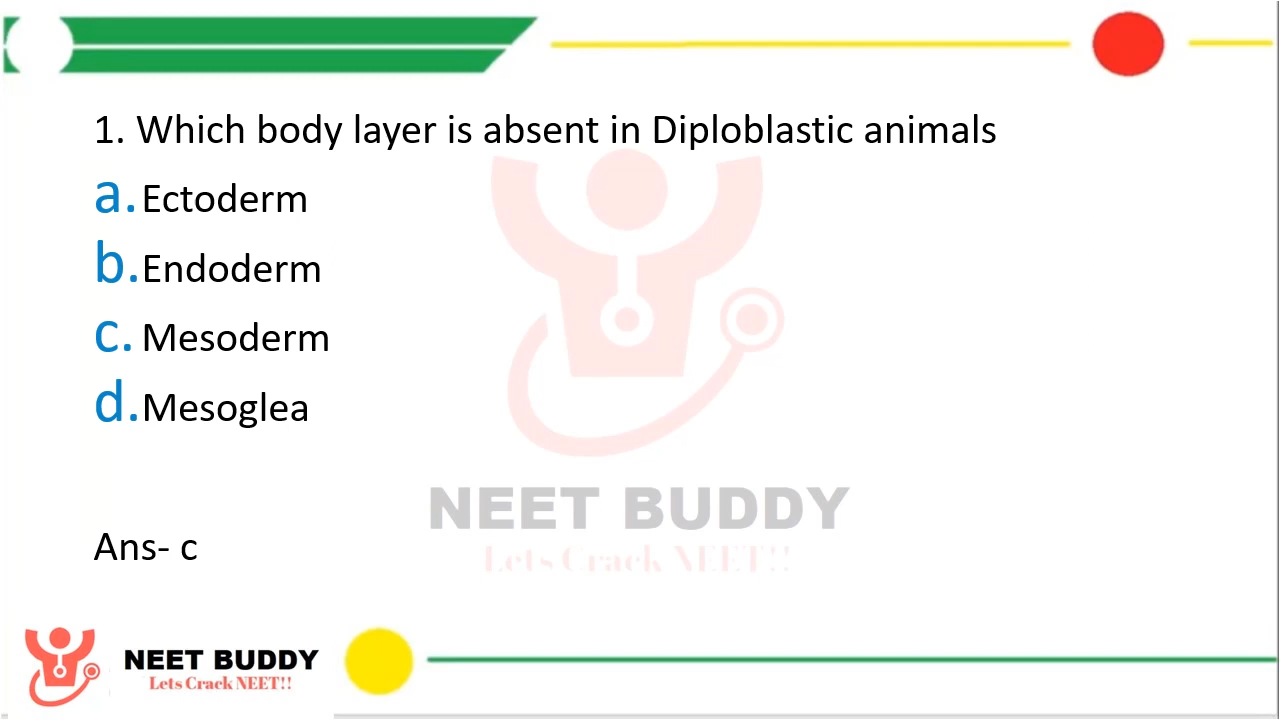 1. Which body layer is absent in Diploblastic animals
a. Ectoderm
b. Endoderm
c. Mesoderm
d. Mesoglea
NEET BUDDY
Lets Crack NEET!!
Ans- c
NEET BUDDY
Lets Crack NEET!!